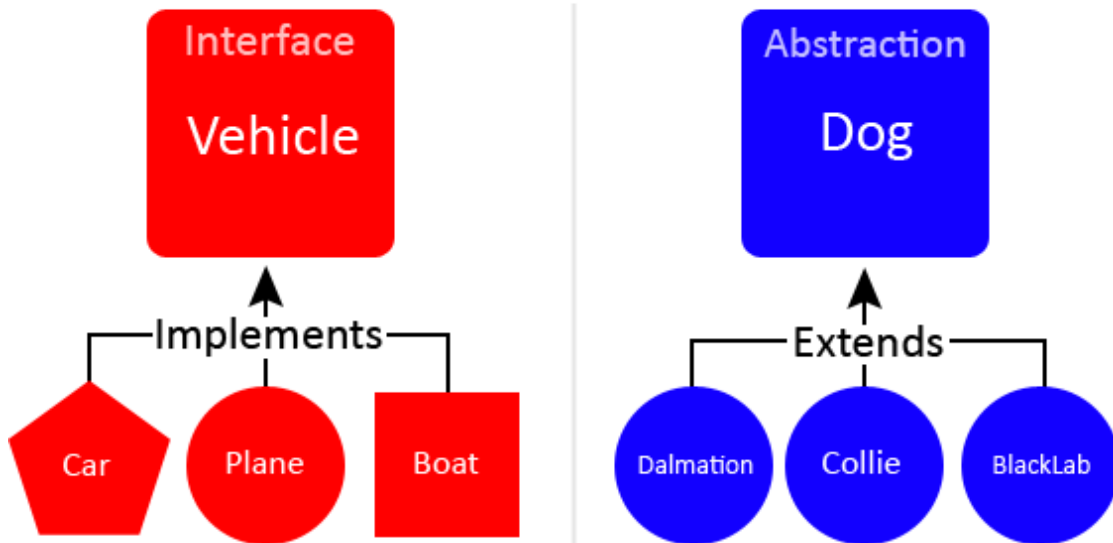 Interface
Vehicle
Implements
Car
Plane
Boat
Abstraction
Dog
Extends
Dalmation
Collie
BlackLab